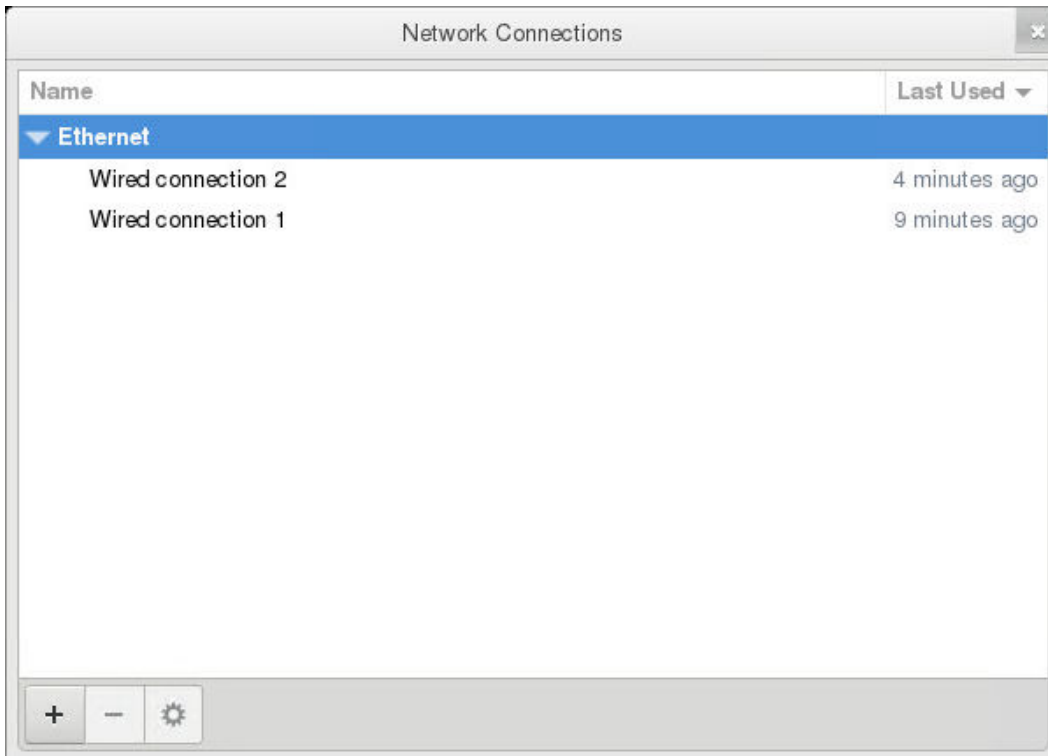 Network Connections
Name Last Used
Ethernet
Wired connection 2 4 minutes ago
Wired connection 1 9 minutes ago